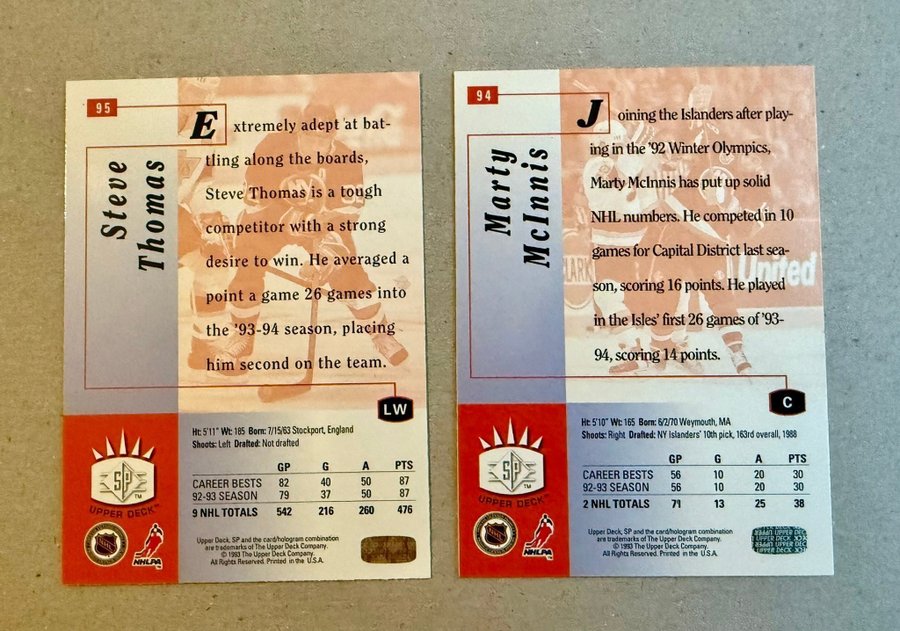 95
Steve
Thomas
Extremely adept at bat-
tling along the boards,
Steve Thomas is a tough
competitor with a strong
desire to win. He averaged a
point a game 26 games into
the '93-94 season, placing
him second on the team.
LW
Ht: 5'11" Wt: 185 Born: 7/15/63 Stockport, England
Shoots: Left Drafted: Not drafted
GP G A PTS
CAREER BESTS 82 40 50 87
92-93 SEASON 79 37 50 87
9 NHL TOTALS 542 216 260 476
SP
TM
UPPER DECK™
NHLPA
Upper Deck, SP and the card/hologram combination
are trademarks of The Upper Deck Company.
© 1993 The Upper Deck Company.
All Rights Reserved. Printed in the U.S.A.
94
Marty
McInnis
Joining the Islanders after play-
ing in the '92 Winter Olympics,
Marty McInnis has put up solid
NHL numbers. He competed in 10
games for Capital District last sea-
son, scoring 16 points. He played
in the Isles' first 26 games of '93-
94, scoring 14 points.
United
C
Ht: 5'10" Wt: 165 Born: 6/2/70 Weymouth, MA
Shoots: Right Drafted: NY Islanders' 10th pick, 163rd overall, 1988
GP G A PTS
CAREER BESTS 56 10 20 30
92-93 SEASON 56 10 20 30
2 NHL TOTALS 71 13 25 38
SP
TM
UPPER DECK™
NHLPA
Upper Deck, SP and the card/hologram combination
are trademarks of The Upper Deck Company.
© 1993 The Upper Deck Company.
All Rights Reserved. Printed in the U.S.A.
UPPER DECK